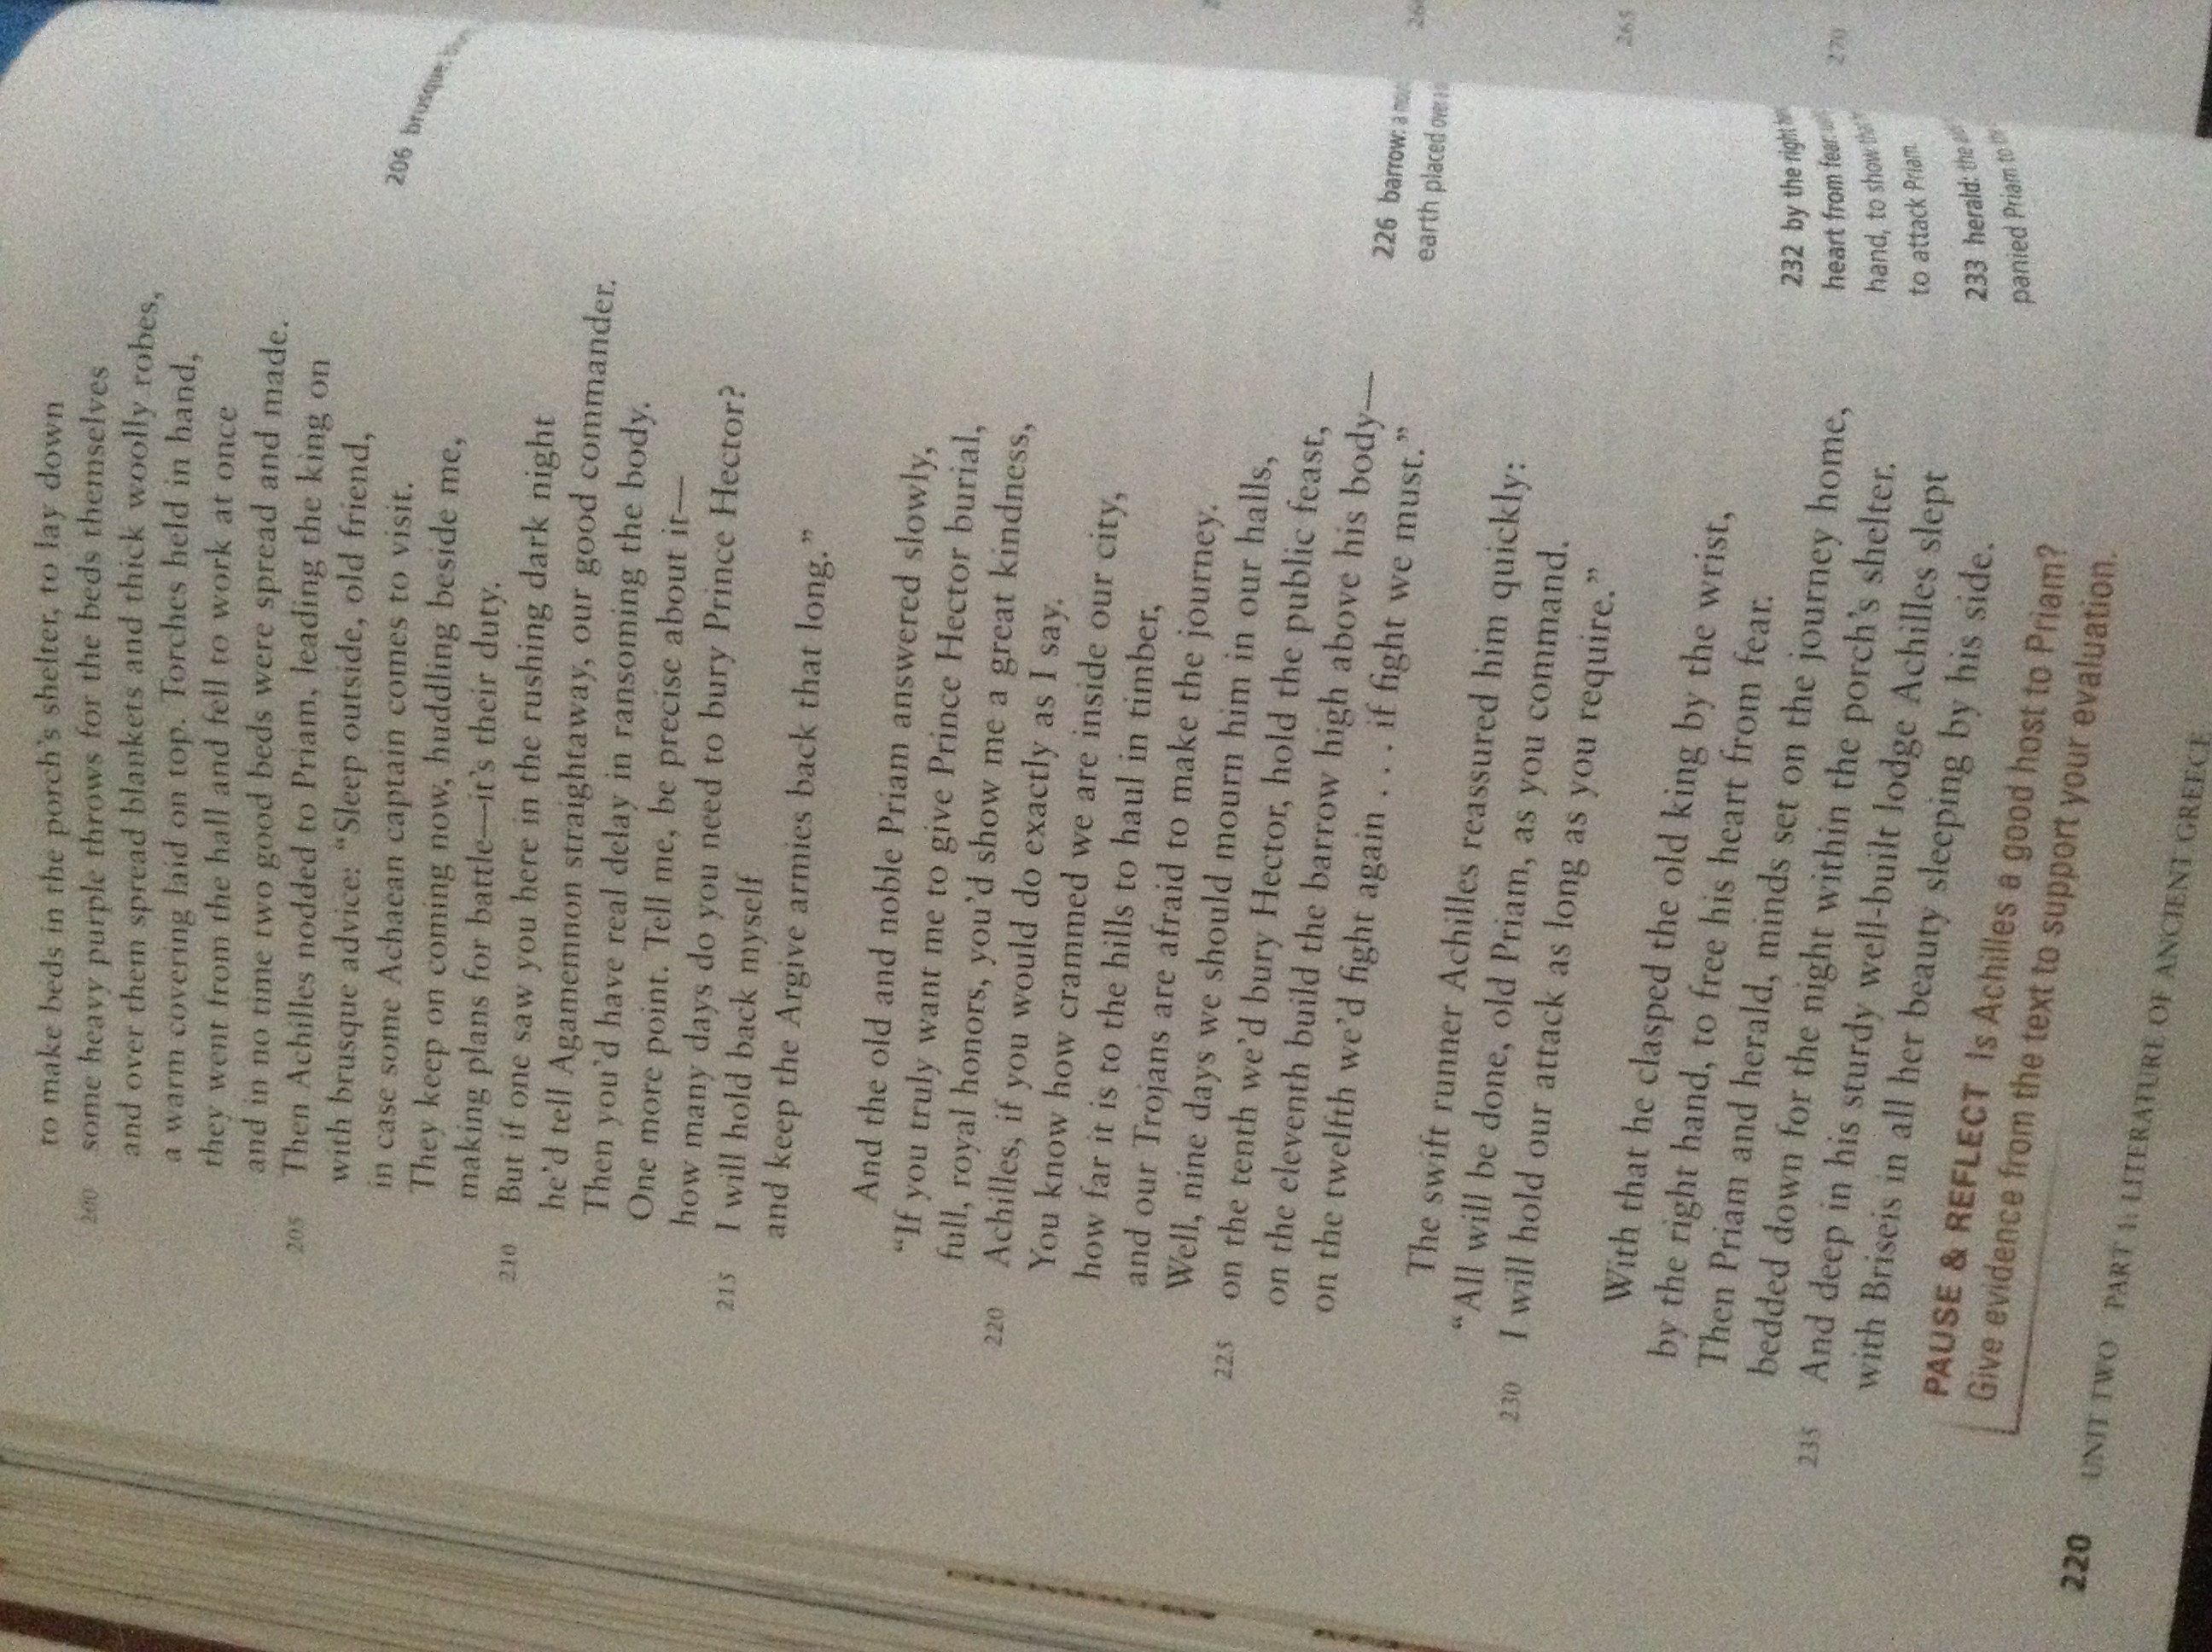 to make beds in the porch's shelter, to lay down
200 some heavy purple throws for the beds themselves
and over them spread blankets and thick woolly robes,
a warm covering laid on top. Torches held in hand,
they went from the hall and fell to work at once
and in no time two good beds were spread and made.
205 Then Achilles nodded to Priam, leading the king on
with brusque advice: “Sleep outside, old friend,
in case some Achaean captain comes to visit.
They keep on coming now, huddling beside me,
making plans for battle—it's their duty.
210 But if one saw you here in the rushing dark night
he'd tell Agamemnon straightaway, our good commander.
Then you'd have real delay in ransoming the body.
One more point. Tell me, be precise about it—
how many days do you need to bury Prince Hector?
215 I will hold back myself
and keep the Argive armies back that long.”
And the old and noble Priam answered slowly,
“If you truly want me to give Prince Hector burial,
full, royal honors, you'd show me a great kindness,
220 Achilles, if you would do exactly as I say.
You know how crammed we are inside our city,
how far it is to the hills to haul in timber,
and our Trojans are afraid to make the journey.
Well, nine days we should mourn him in our halls,
225 on the tenth we'd bury Hector, hold the public feast,
on the eleventh build the barrow high above his body—
on the twelfth we'd fight again . . . if fight we must.”
The swift runner Achilles reassured him quickly:
“All will be done, old Priam, as you command.
230 I will hold our attack as long as you require.”
With that he clasped the old king by the wrist,
by the right hand, to free his heart from fear.
Then Priam and herald, minds set on the journey home,
bedded down for the night within the porch's shelter.
235 And deep in his sturdy well-built lodge Achilles slept
with Briseis in all her beauty sleeping by his side.
PAUSE & REFLECT Is Achilles a good host to Priam?
Give evidence from the text to support your evaluation.
220 UNIT TWO PART 1: LITERATURE OF ANCIENT GREECE
206 brusque:
226 barrow: a
earth placed over
232 by the right
heart from fear:
hand, to show that
to attack Priam.
233 herald: the
panied Priam to
265
270